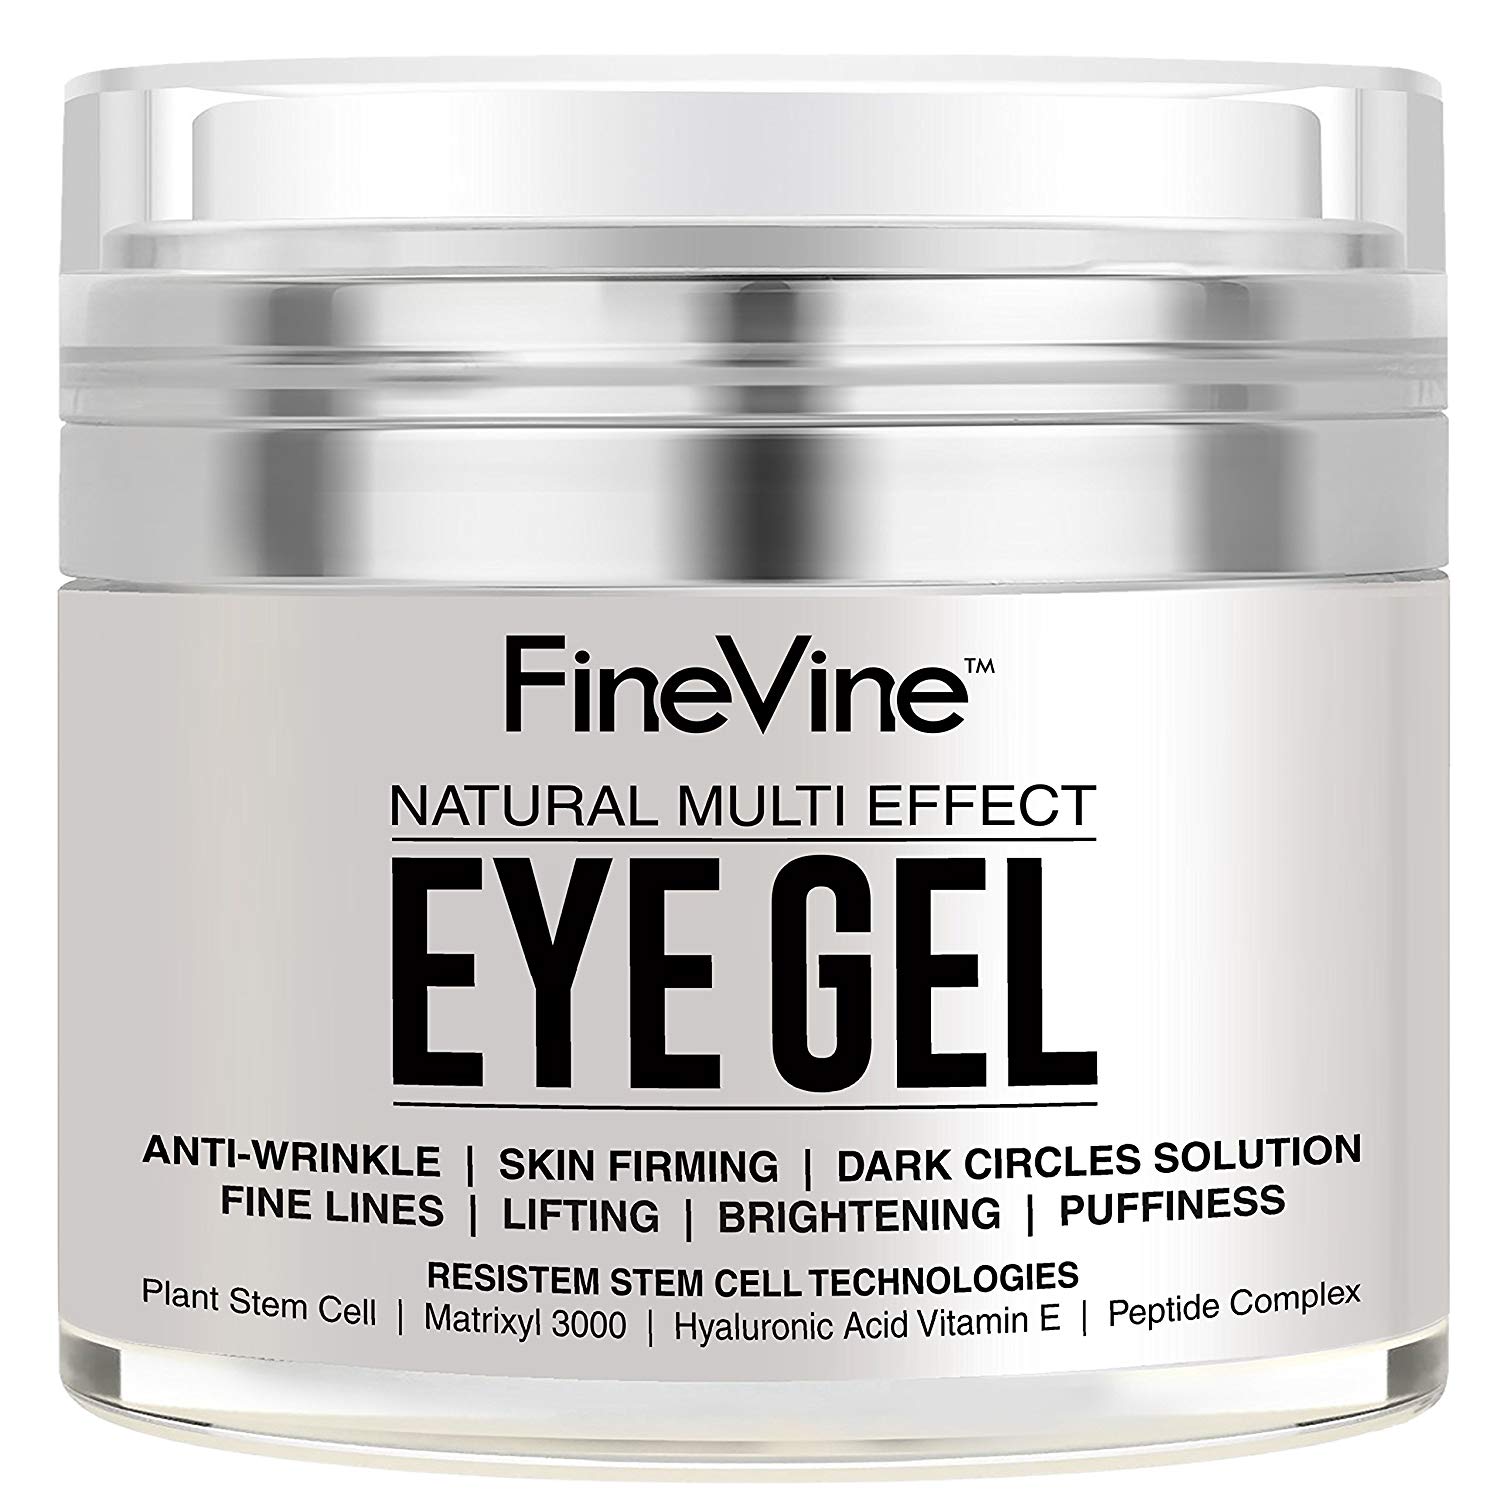 FineVine™
NATURAL MULTI EFFECT
EYE GEL
ANTI-WRINKLE | SKIN FIRMING | DARK CIRCLES SOLUTION
FINE LINES | LIFTING | BRIGHTENING | PUFFINESS
RESISTEM STEM CELL TECHNOLOGIES
Plant Stem Cell | Matrixyl 3000 | Hyaluronic Acid Vitamin E | Peptide Complex